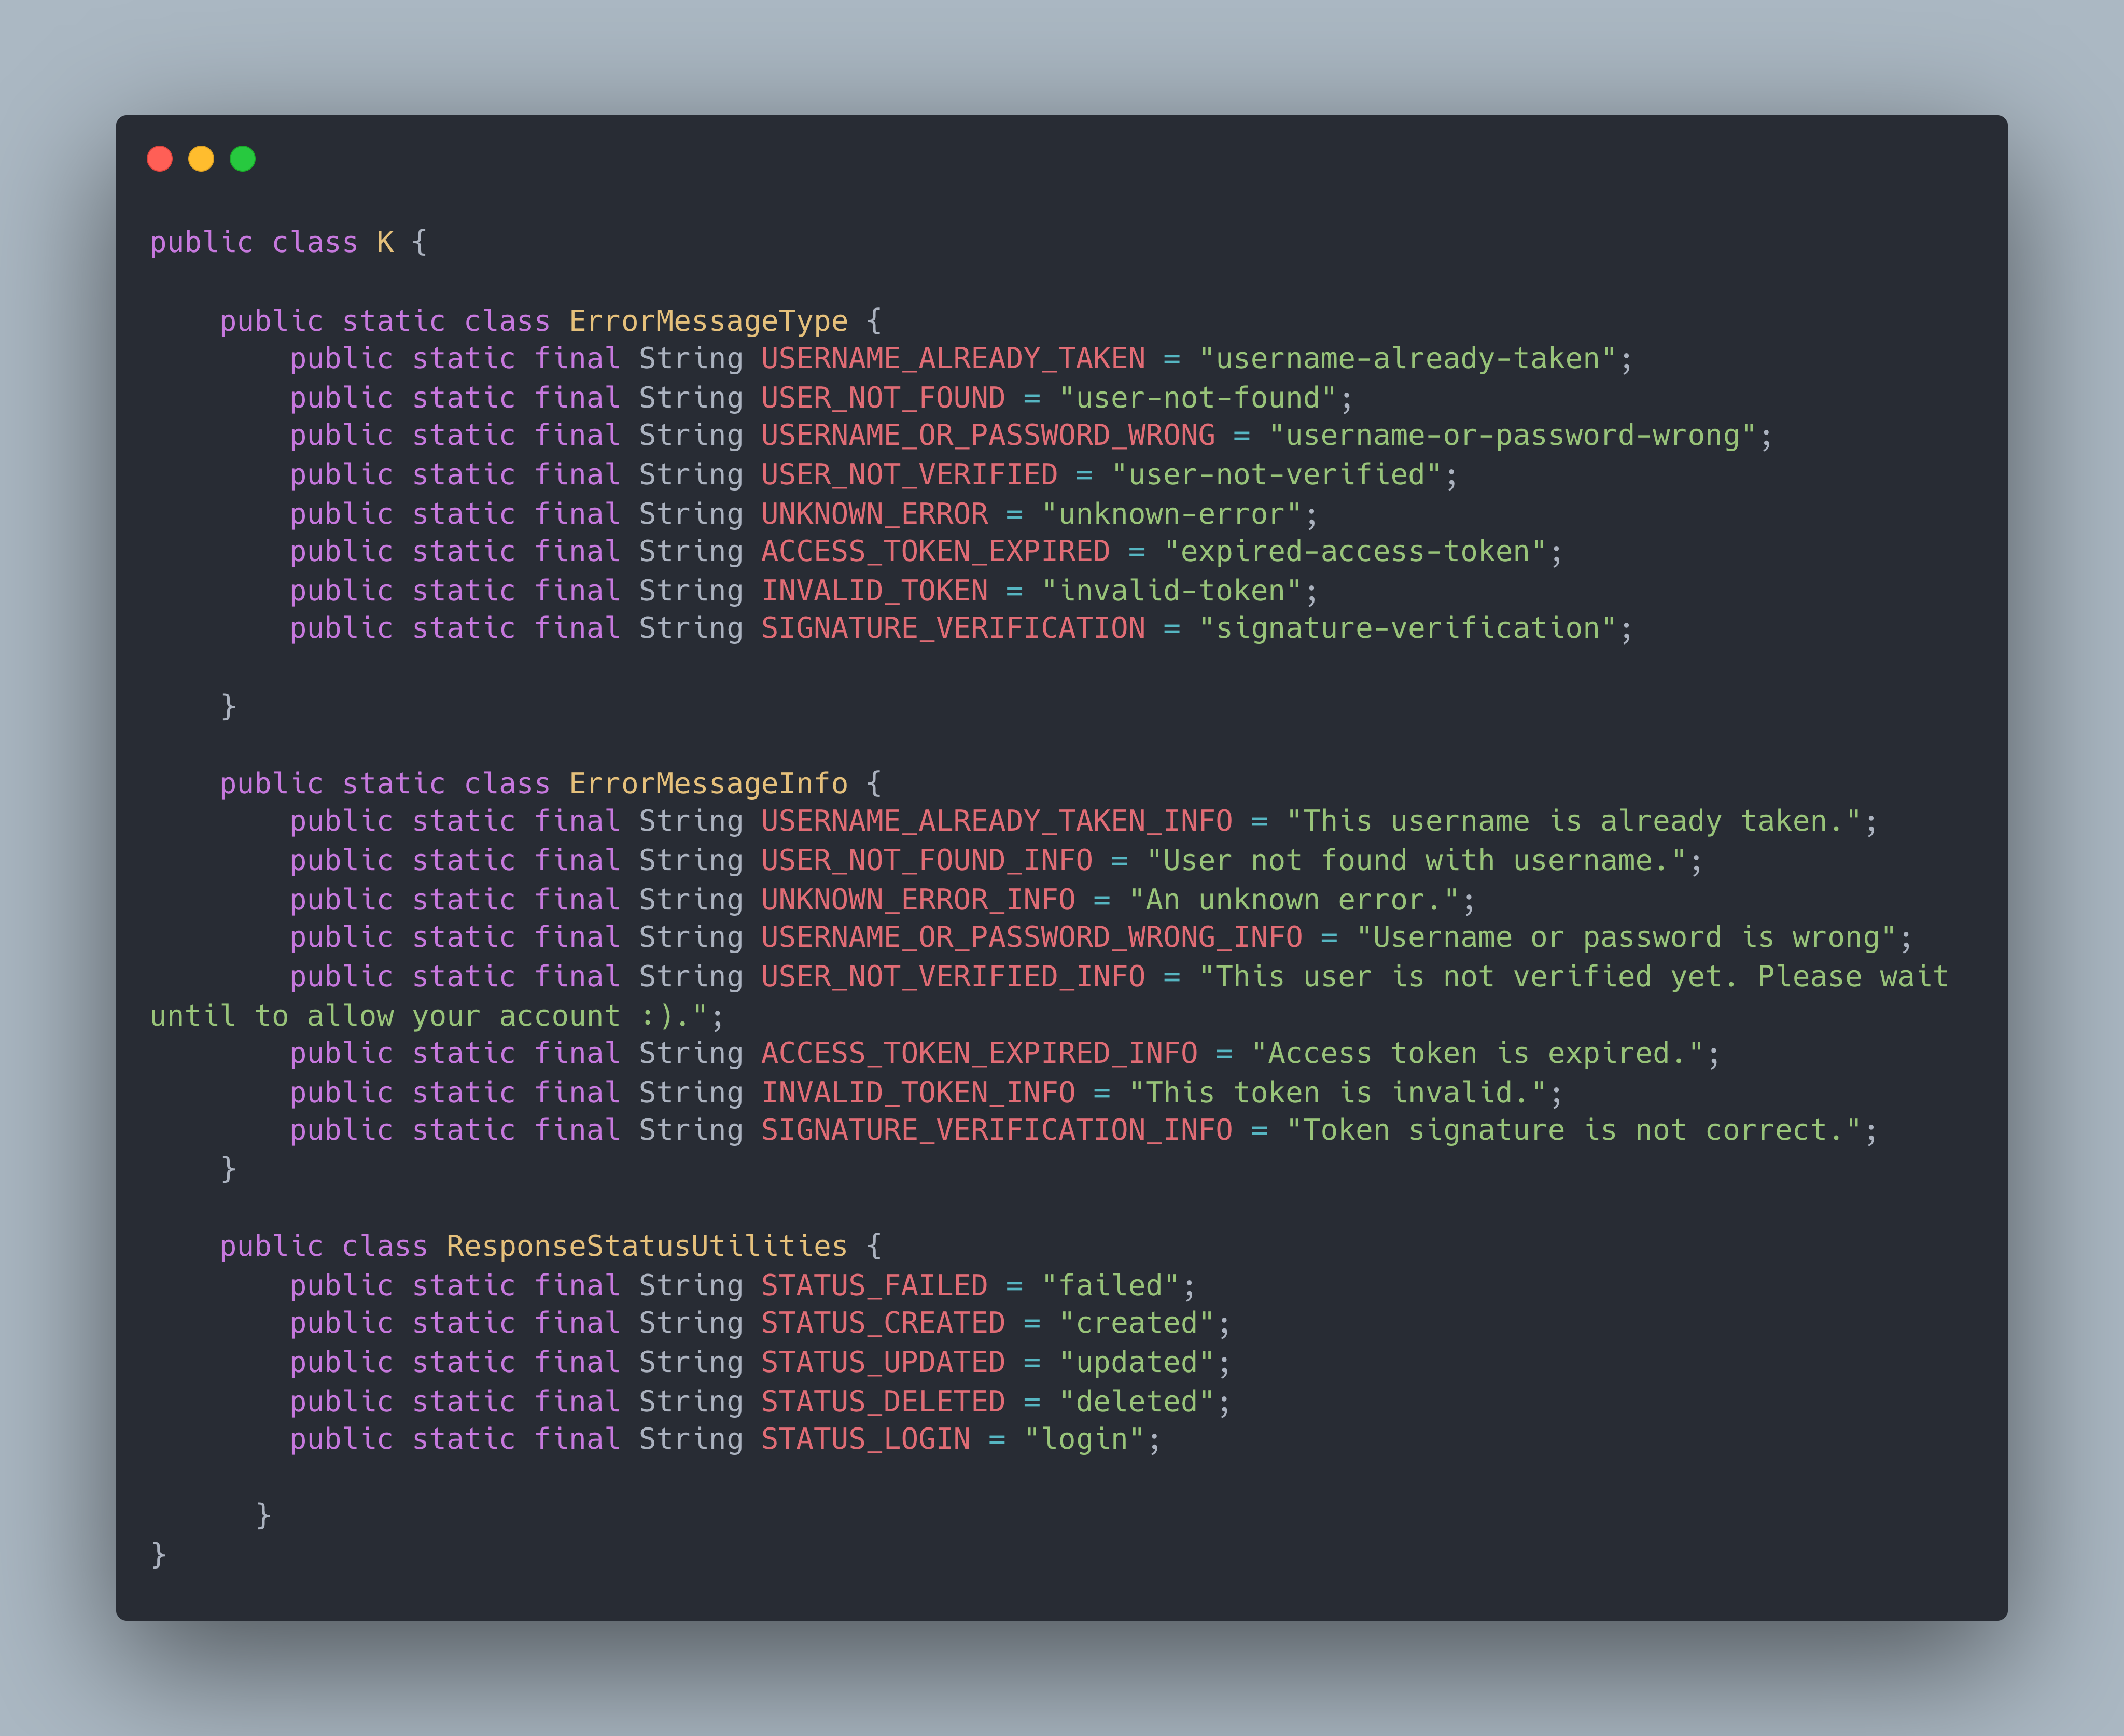 public class K {

    public static class ErrorMessageType {
        public static final String USERNAME_ALREADY_TAKEN = "username-already-taken";
        public static final String USER_NOT_FOUND = "user-not-found";
        public static final String USERNAME_OR_PASSWORD_WRONG = "username-or-password-wrong";
        public static final String USER_NOT_VERIFIED = "user-not-verified";
        public static final String UNKNOWN_ERROR = "unknown-error";
        public static final String ACCESS_TOKEN_EXPIRED = "expired-access-token";
        public static final String INVALID_TOKEN = "invalid-token";
        public static final String SIGNATURE_VERIFICATION = "signature-verification";

    }

    public static class ErrorMessageInfo {
        public static final String USERNAME_ALREADY_TAKEN_INFO = "This username is already taken.";
        public static final String USER_NOT_FOUND_INFO = "User not found with username.";
        public static final String UNKNOWN_ERROR_INFO = "An unknown error.";
        public static final String USERNAME_OR_PASSWORD_WRONG_INFO = "Username or password is wrong";
        public static final String USER_NOT_VERIFIED_INFO = "This user is not verified yet. Please wait
until to allow your account :).";
        public static final String ACCESS_TOKEN_EXPIRED_INFO = "Access token is expired.";
        public static final String INVALID_TOKEN_INFO = "This token is invalid.";
        public static final String SIGNATURE_VERIFICATION_INFO = "Token signature is not correct.";
    }

    public class ResponseStatusUtilities {
        public static final String STATUS_FAILED = "failed";
        public static final String STATUS_CREATED = "created";
        public static final String STATUS_UPDATED = "updated";
        public static final String STATUS_DELETED = "deleted";
        public static final String STATUS_LOGIN = "login";

      }
}